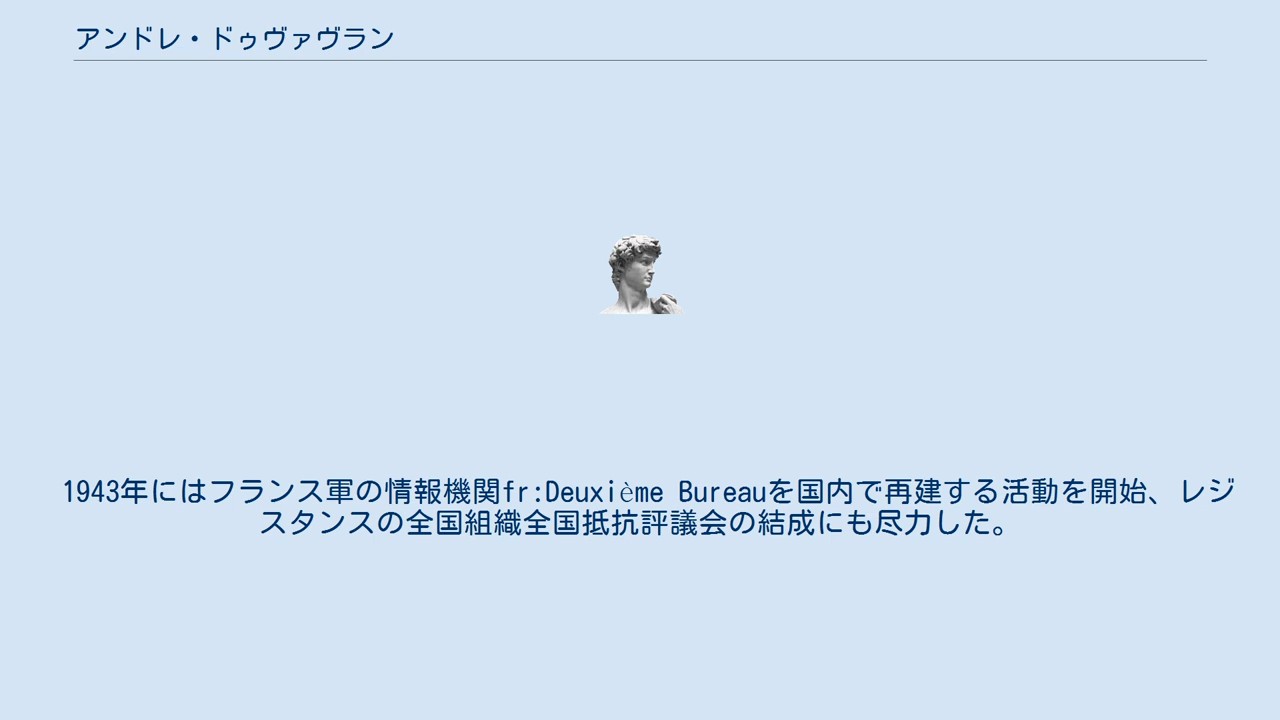 アンドレ・ドゥヴァヴラン
1943年にはフランス軍の情報機関fr:Deuxième Bureauを国内で再建する活動を開始、レジ
スタンスの全国組織全国抵抗評議会の結成にも尽力した。